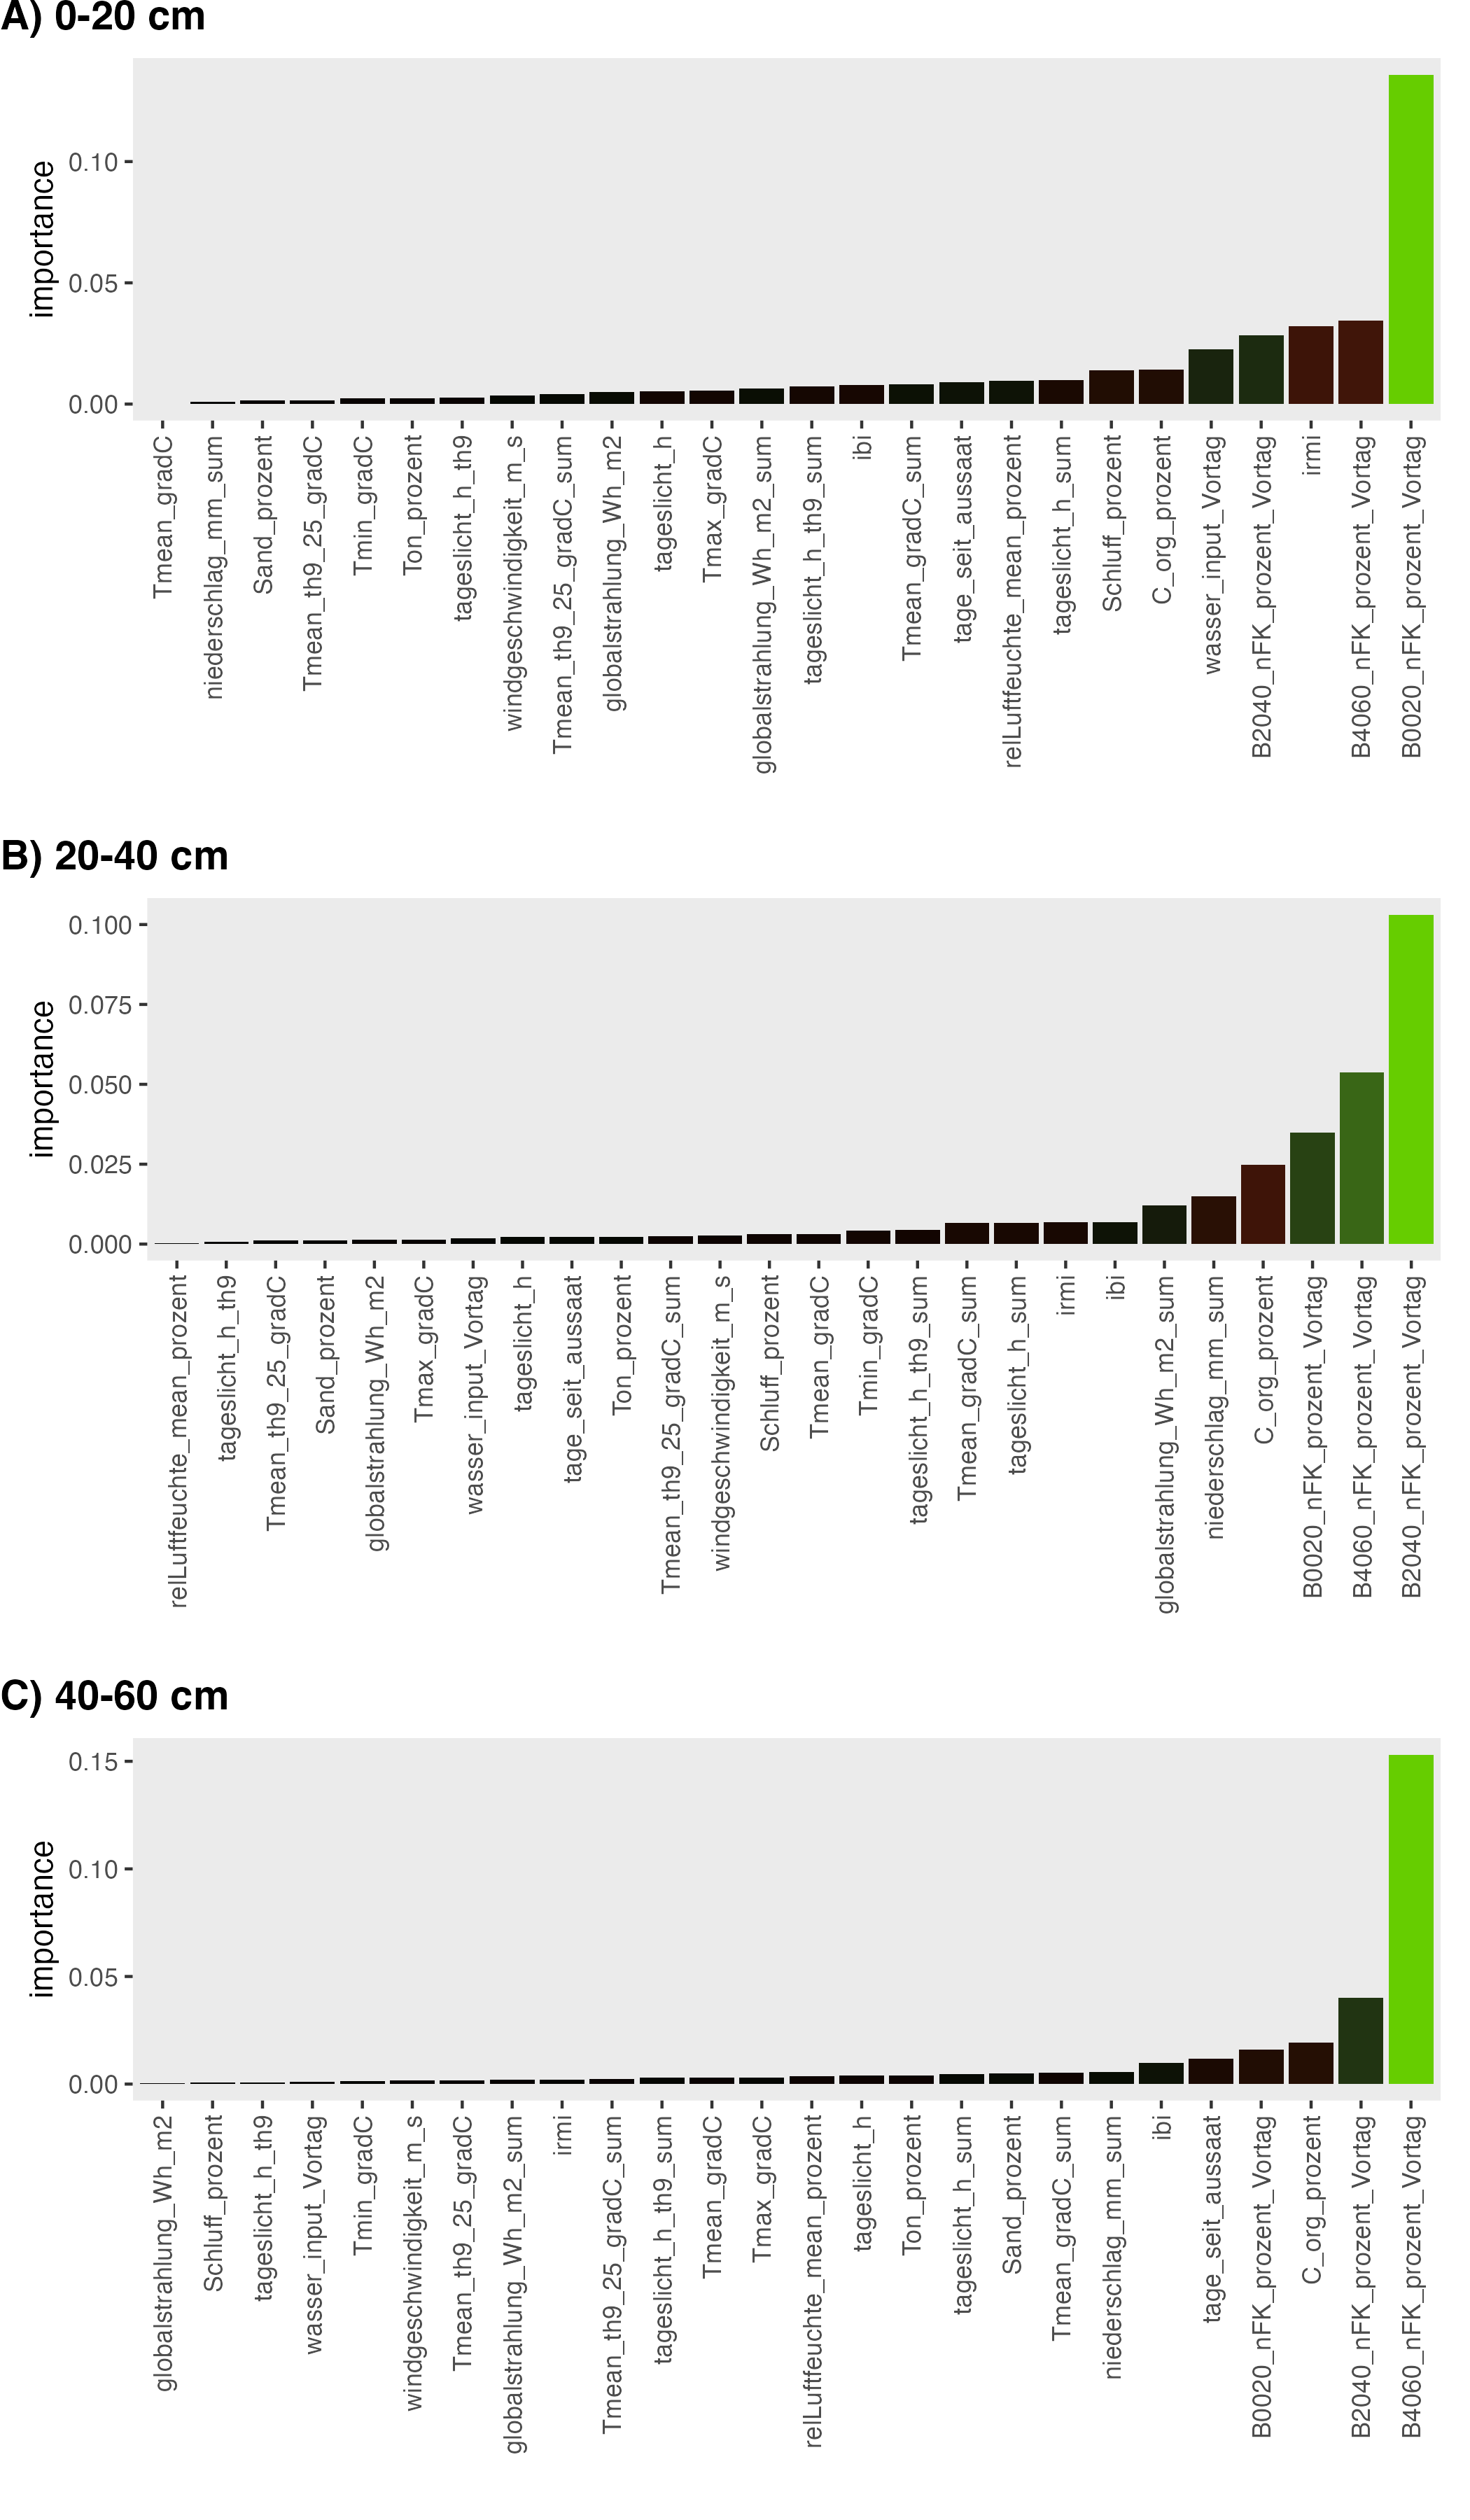 A) 0-20 cm
importance
0.10
0.05
0.00
Tmean_gradC
niederschlag_mm_sum
Sand_prozent
Tmean_th9_25_gradC
Tmin_gradC
Ton_prozent
tageslicht_h_th9
windgeschwindigkeit_m_s
Tmean_th9_25_gradC_sum
globalstrahlung_Wh_m2
tageslicht_h
Tmax_gradC
globalstrahlung_Wh_m2_sum
tageslicht_h_th9_sum
ibi
Tmean_gradC_sum
tage_seit_aussaat
relLuftfeuchte_mean_prozent
tageslicht_h_sum
Schluff_prozent
C_org_prozent
wasser_input_Vortag
B2040_nFK_prozent_Vortag
irmi
B4060_nFK_prozent_Vortag
B0020_nFK_prozent_Vortag
B) 20-40 cm
importance
0.100
0.075
0.050
0.025
0.000
relLuftfeuchte_mean_prozent
tageslicht_h_th9
Tmean_th9_25_gradC
Sand_prozent
globalstrahlung_Wh_m2
Tmax_gradC
wasser_input_Vortag
tageslicht_h
tage_seit_aussaat
Ton_prozent
Tmean_th9_25_gradC_sum
windgeschwindigkeit_m_s
Schluff_prozent
Tmean_gradC
Tmin_gradC
tageslicht_h_th9_sum
Tmean_gradC_sum
tageslicht_h_sum
irmi
ibi
globalstrahlung_Wh_m2_sum
niederschlag_mm_sum
C_org_prozent
B0020_nFK_prozent_Vortag
B4060_nFK_prozent_Vortag
B2040_nFK_prozent_Vortag
C) 40-60 cm
importance
0.15
0.10
0.05
0.00
globalstrahlung_Wh_m2
Schluff_prozent
tageslicht_h_th9
wasser_input_Vortag
Tmin_gradC
windgeschwindigkeit_m_s
Tmean_th9_25_gradC
globalstrahlung_Wh_m2_sum
irmi
Tmean_th9_25_gradC_sum
tageslicht_h_th9_sum
Tmean_gradC
Tmax_gradC
relLuftfeuchte_mean_prozent
tageslicht_h
Ton_prozent
tageslicht_h_sum
Sand_prozent
Tmean_gradC_sum
niederschlag_mm_sum
ibi
tage_seit_aussaat
B0020_nFK_prozent_Vortag
C_org_prozent
B2040_nFK_prozent_Vortag
B4060_nFK_prozent_Vortag